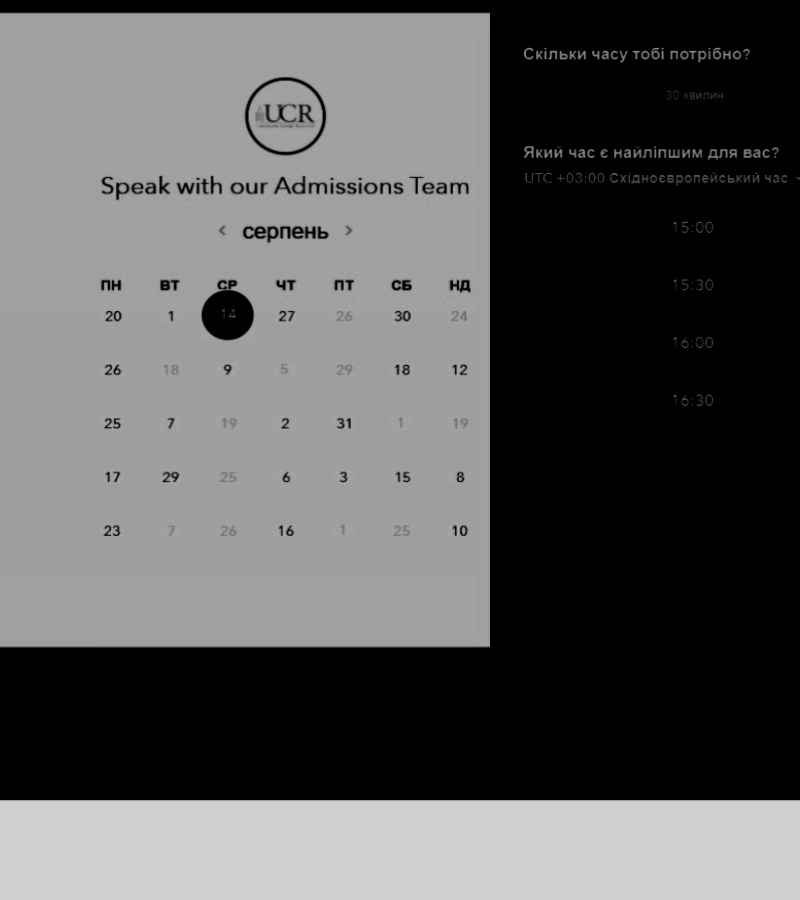 UCR
Speak with our Admissions Team
< серпень >
ПН ВТ СР ЧТ ПТ СБ НД
20 1 14 27 26 30 24
26 18 9 5 29 18 12
25 7 19 2 31 1 19
17 29 25 6 3 15 8
23 7 26 16 1 25 10
Скільки часу тобі потрібно?
30 хвилин
Який час є найліпшим для вас?
UTC +03:00 Східноєвропейський час
15:00
15:30
16:00
16:30